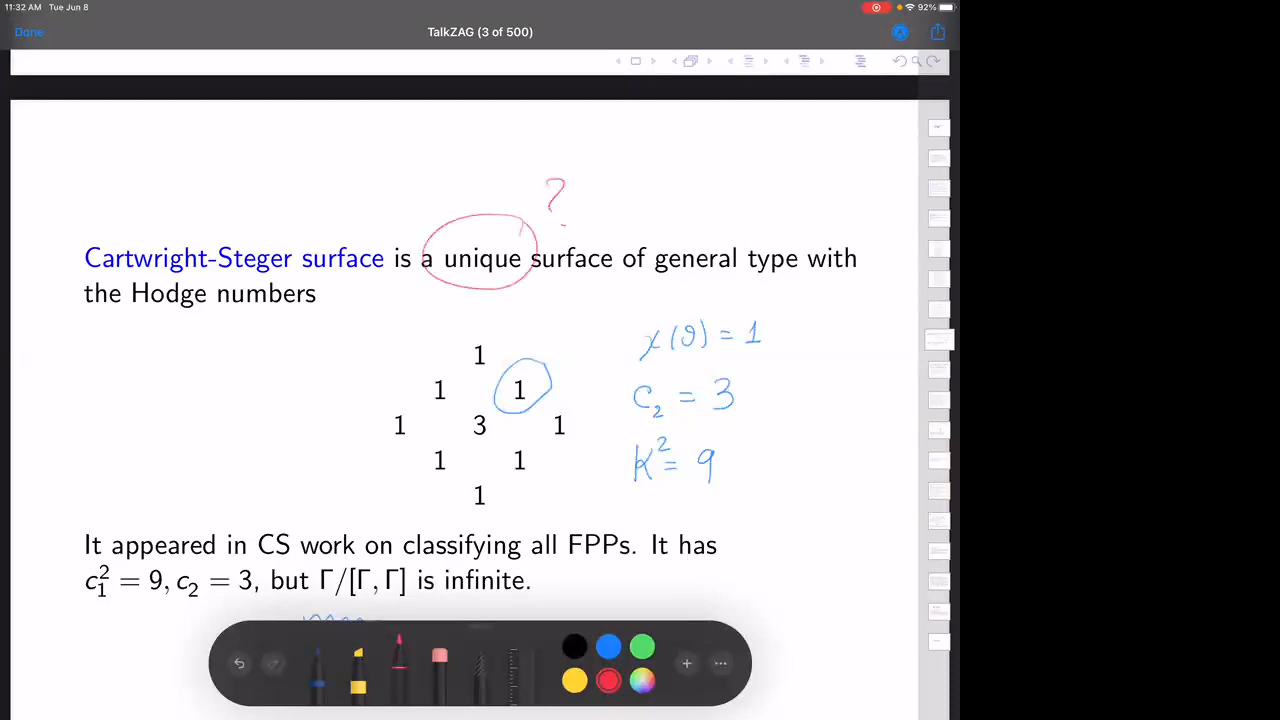 11:32 AM Tue Jun 8
92%
Done
TalkZAG (3 of 500)
?
Cartwright-Steger surface is a unique surface of general type with
the Hodge numbers
1
1 1
1 3 1
1 1
1
χ(θ) = 1
C₂ = 3
K² = 9
It appeared in CS work on classifying all FPPs. It has
c₁² = 9, c₂ = 3, but Γ/[Γ, Γ] is infinite.